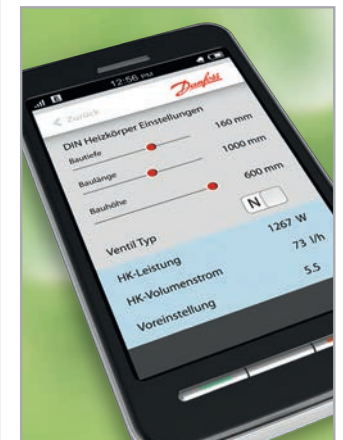 12:56 PM
< Zurück
Danfoss
DIN Heizkörper Einstellungen
Bautiefe 160 mm
Baulänge 1000 mm
Bauhöhe 600 mm
Ventil Typ N
HK-Leistung 1267 W
HK-Volumenstrom 73 l/h
Voreinstellung 5.5